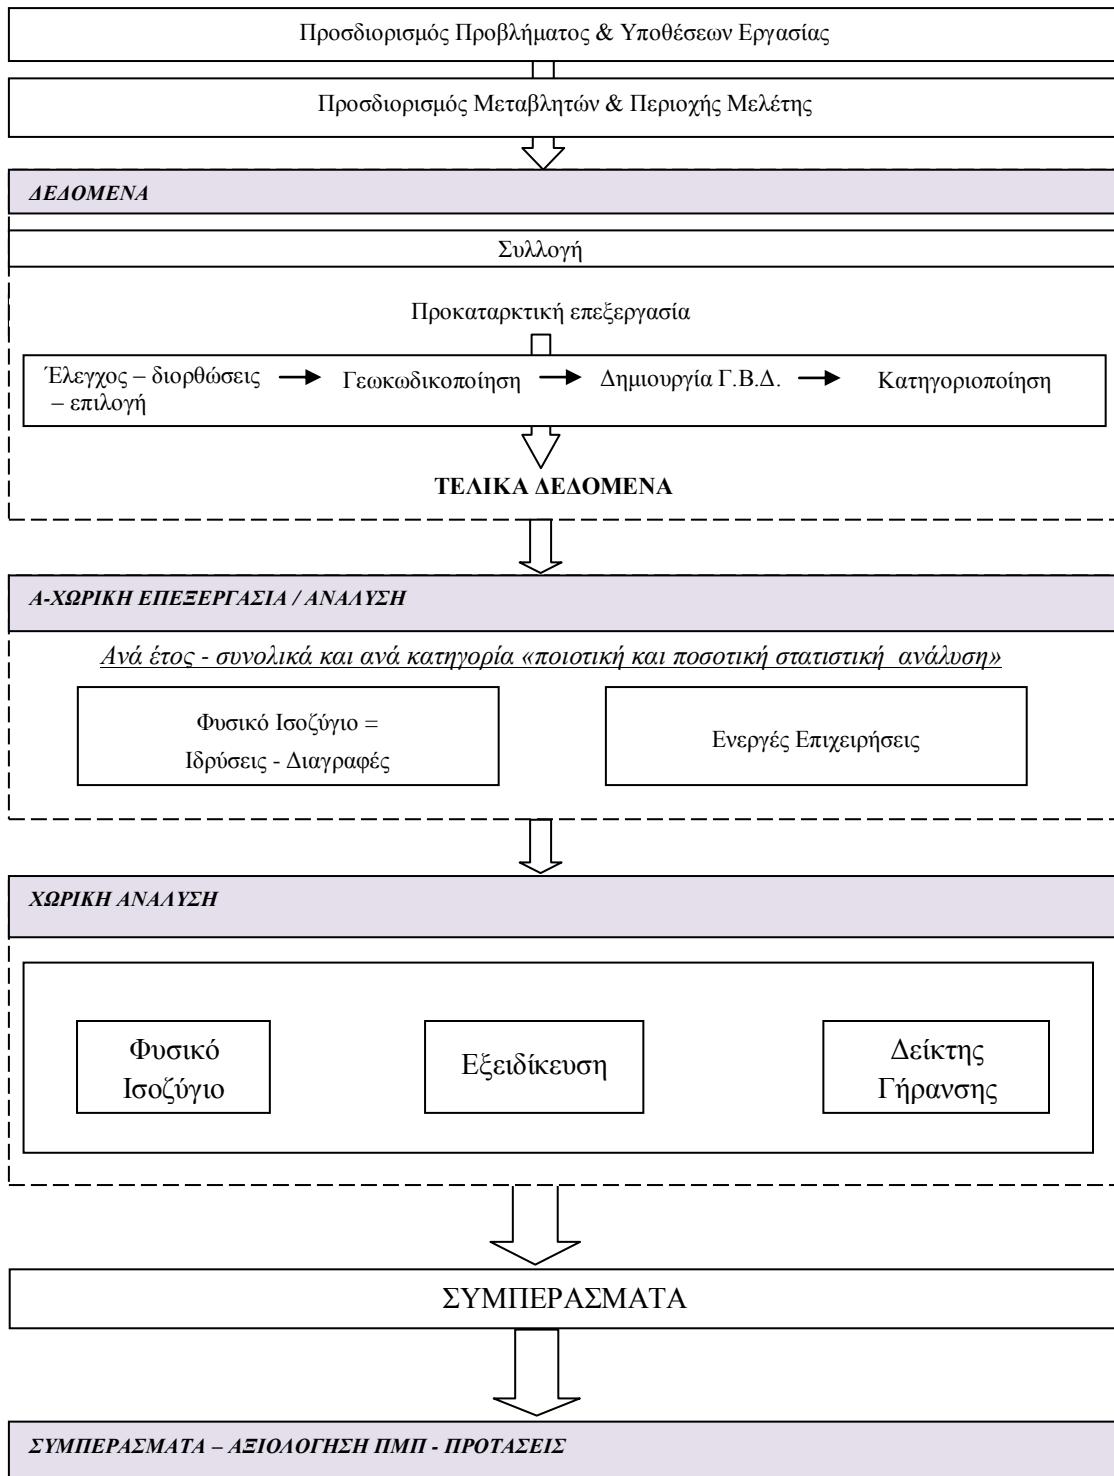 Προσδιορισμός Προβλήματος & Υποθέσεων Εργασίας
Προσδιορισμός Μεταβλητών & Περιοχής Μελέτης
ΔΕΔΟΜΕΝΑ
Συλλογή
Προκαταρκτική επεξεργασία
Έλεγχος – διορθώσεις
– επιλογή
Γεωκωδικοποίηση
Δημιουργία Γ.Β.Δ.
Κατηγοριοποίηση
ΤΕΛΙΚΑ ΔΕΔΟΜΕΝΑ
Α-ΧΩΡΙΚΗ ΕΠΕΞΕΡΓΑΣΙΑ / ΑΝΑΛΥΣΗ
Ανά έτος - συνολικά και ανά κατηγορία «ποιοτική και ποσοτική στατιστική ανάλυση»
Φυσικό Ισοζύγιο =
Ιδρύσεις - Διαγραφές
Ενεργές Επιχειρήσεις
ΧΩΡΙΚΗ ΑΝΑΛΥΣΗ
Φυσικό
Ισοζύγιο
Εξειδίκευση
Δείκτης
Γήρανσης
ΣΥΜΠΕΡΑΣΜΑΤΑ
ΣΥΜΠΕΡΑΣΜΑΤΑ – ΑΞΙΟΛΟΓΗΣΗ ΠΜΠ - ΠΡΟΤΑΣΕΙΣ